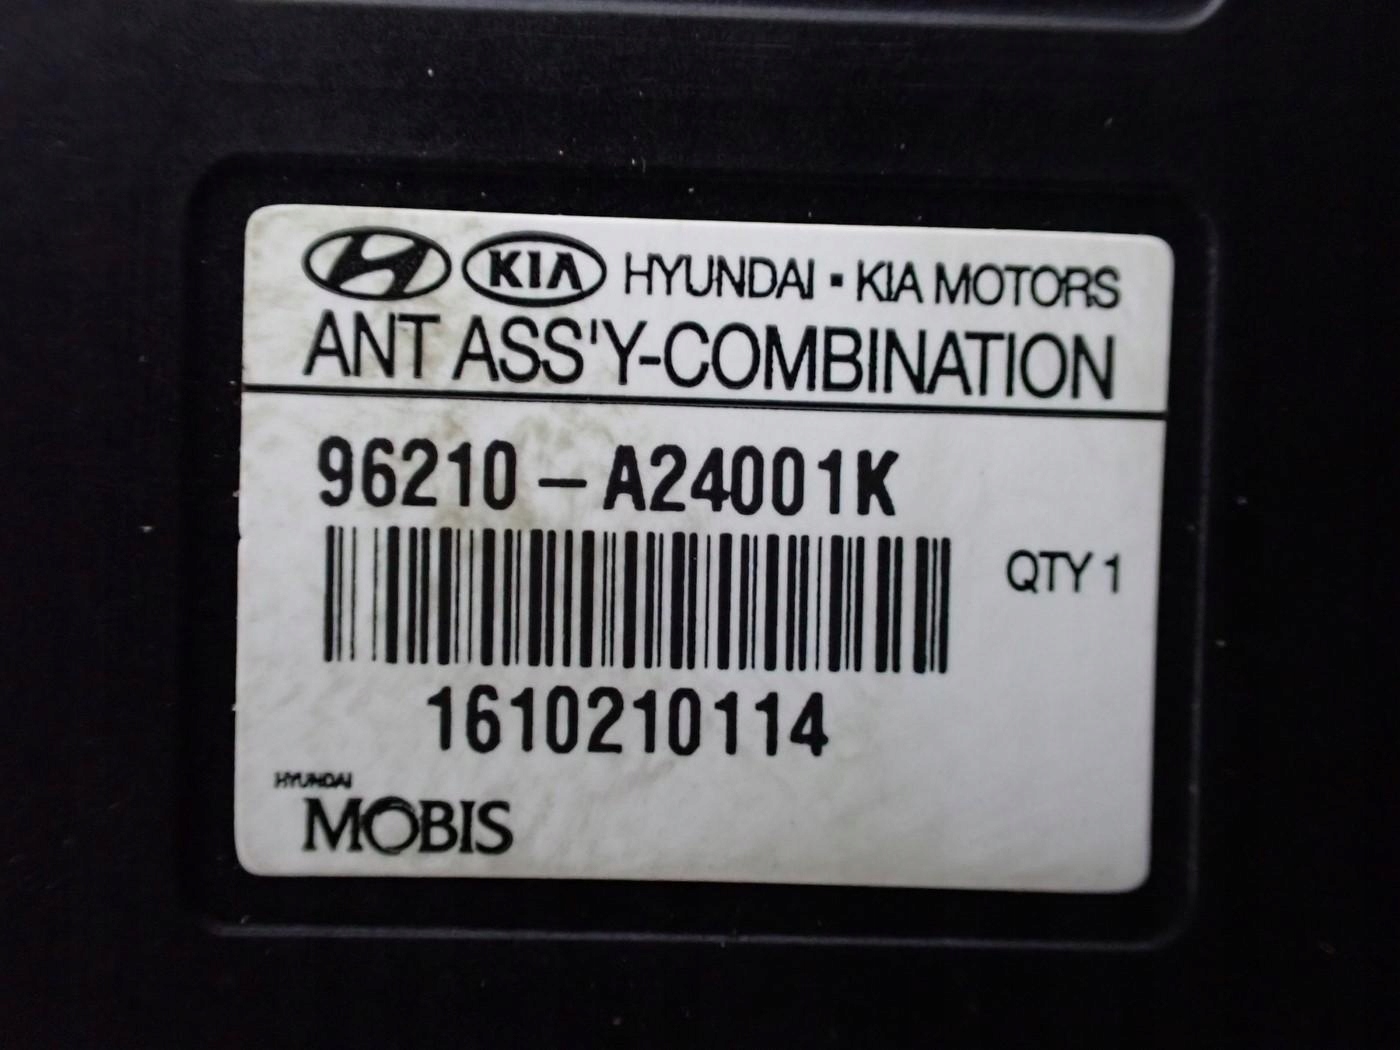 KIA HYUNDAI · KIA MOTORS
ANT ASS'Y-COMBINATION
96210-A24001K
QTY 1
1610210114
HYUNDAI
MOBIS